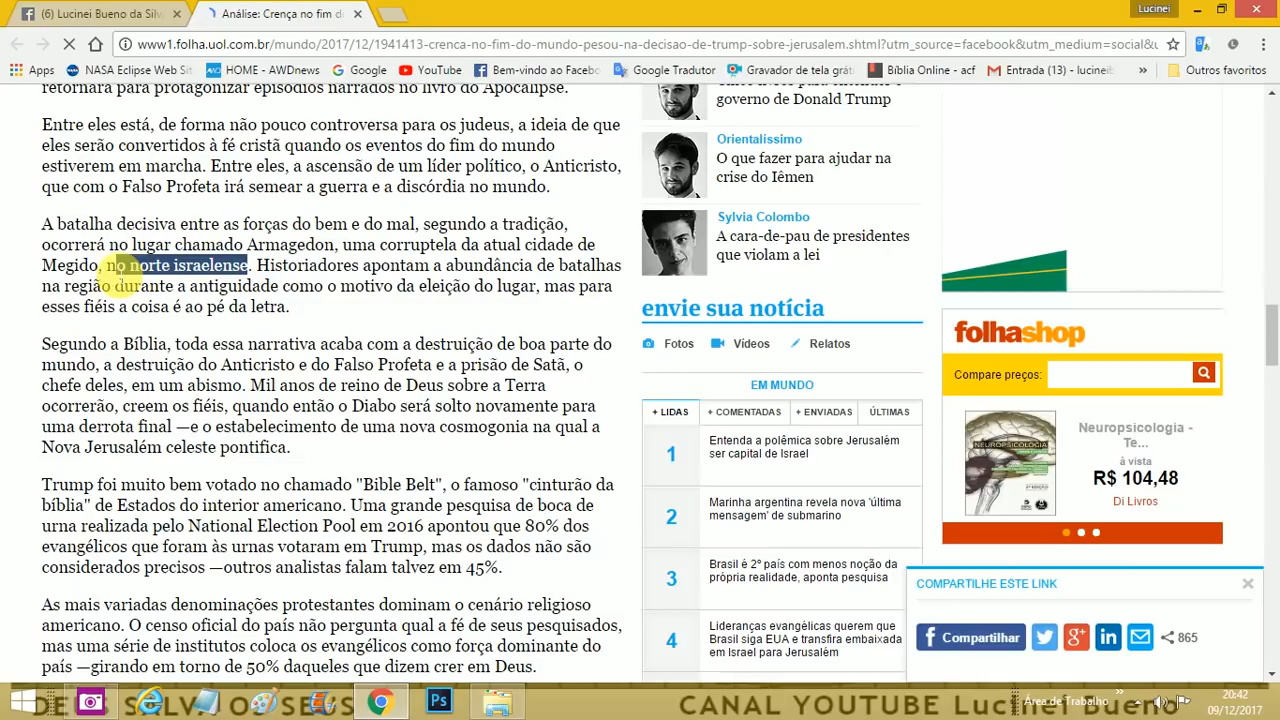 (6) Lucinei Bueno da Silva
Análise: Crença no fim d
Lucinei
www1.folha.uol.com.br/mundo/2017/12/1941413-crenca-no-fim-do-mundo-pesou-na-decisao-de-trump-sobre-jerusalem.shtml?utm_source=facebook&utm_medium=social&u
Apps
NASA Eclipse Web Sit
HOME - AWDnews
Google
YouTube
Bem-vindo ao Facebo
Google Tradutor
Gravador de tela grát
Bíblia Online - acf
Entrada (13) - lucineib
Outros favoritos
retornará para protagonizar episódios narrados no livro do Apocalipse.
Entre eles está, de forma não pouco controversa para os judeus, a ideia de que
eles serão convertidos à fé cristã quando os eventos do fim do mundo
estiverem em marcha. Entre eles, a ascensão de um líder político, o Anticristo,
que com o Falso Profeta irá semear a guerra e a discórdia no mundo.
A batalha decisiva entre as forças do bem e do mal, segundo a tradição,
ocorrerá no lugar chamado Armagedon, uma corruptela da atual cidade de
Megido, no norte israelense. Historiadores apontam a abundância de batalhas
na região durante a antiguidade como o motivo da eleição do lugar, mas para
esses fiéis a coisa é ao pé da letra.
Segundo a Bíblia, toda essa narrativa acaba com a destruição de boa parte do
mundo, a destruição do Anticristo e do Falso Profeta e a prisão de Satã, o
chefe deles, em um abismo. Mil anos de reino de Deus sobre a Terra
ocorrerão, creem os fiéis, quando então o Diabo será solto novamente para
uma derrota final —e o estabelecimento de uma nova cosmogonia na qual a
Nova Jerusalém celeste pontifica.
Trump foi muito bem votado no chamado "Bible Belt", o famoso "cinturão da
bíblia" de Estados do interior americano. Uma grande pesquisa de boca de
urna realizada pelo National Election Pool em 2016 apontou que 80% dos
evangélicos que foram às urnas votaram em Trump, mas os dados não são
considerados precisos —outros analistas falam talvez em 45%.
As mais variadas denominações protestantes dominam o cenário religioso
americano. O censo oficial do país não pergunta qual a fé de seus pesquisados,
mas uma série de institutos coloca os evangélicos como força dominante do
país —girando em torno de 50% daqueles que dizem crer em Deus.
governo de Donald Trump
Orientalíssimo
O que fazer para ajudar na
crise do Iêmen
Sylvia Colombo
A cara-de-pau de presidentes
que violam a lei
envie sua notícia
Fotos
Vídeos
Relatos
EM MUNDO
+ LIDAS
+ COMENTADAS
+ ENVIADAS
ÚLTIMAS
1
Entenda a polêmica sobre Jerusalém
ser capital de Israel
2
Marinha argentina revela nova 'última
mensagem' de submarino
3
Brasil é 2º país com menos noção da
própria realidade, aponta pesquisa
4
Lideranças evangélicas querem que
Brasil siga EUA e transfira embaixada
em Israel para Jerusalém
folhashop
Compare preços:
NEUROPSICOLOGIA
Neuropsicologia -
Te...
à vista
R$ 104,48
Di Livros
COMPARTILHE ESTE LINK
Compartilhar
865
DEUS SALVA OS SEUS
CANAL YOUTUBE Lucinei Bueno
Área de Trabalho
20:42
09/12/2017